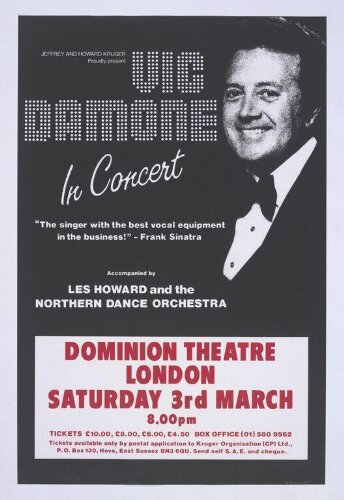 JEFFREY AND HOWARD KRUGER
Proudly present
VIC
DAMONE
In Concert
"The singer with the best vocal equipment
in the business!" - Frank Sinatra
Accompanied by
LES HOWARD and the
NORTHERN DANCE ORCHESTRA
DOMINION THEATRE
LONDON
SATURDAY 3rd MARCH
8.00pm
TICKETS £10.00, £8.00, £6.00, £4.50 BOX OFFICE (01) 580 9562
Tickets available only by postal application to Kruger Organisation (CP) Ltd.,
P.O. Box 130, Hove, East Sussex BN3 6QU. Send self S.A.E. and cheque.